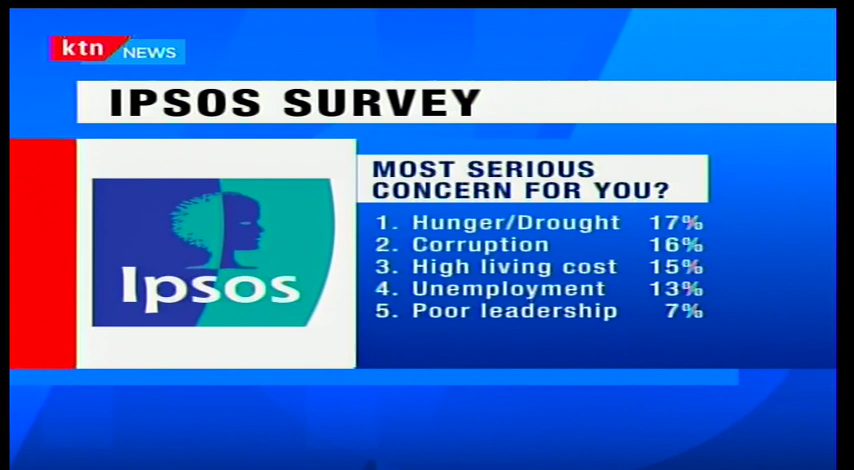 ktn NEWS
IPSOS SURVEY
Ipsos
MOST SERIOUS
CONCERN FOR YOU?
1. Hunger/Drought 17%
2. Corruption 16%
3. High living cost 15%
4. Unemployment 13%
5. Poor leadership 7%